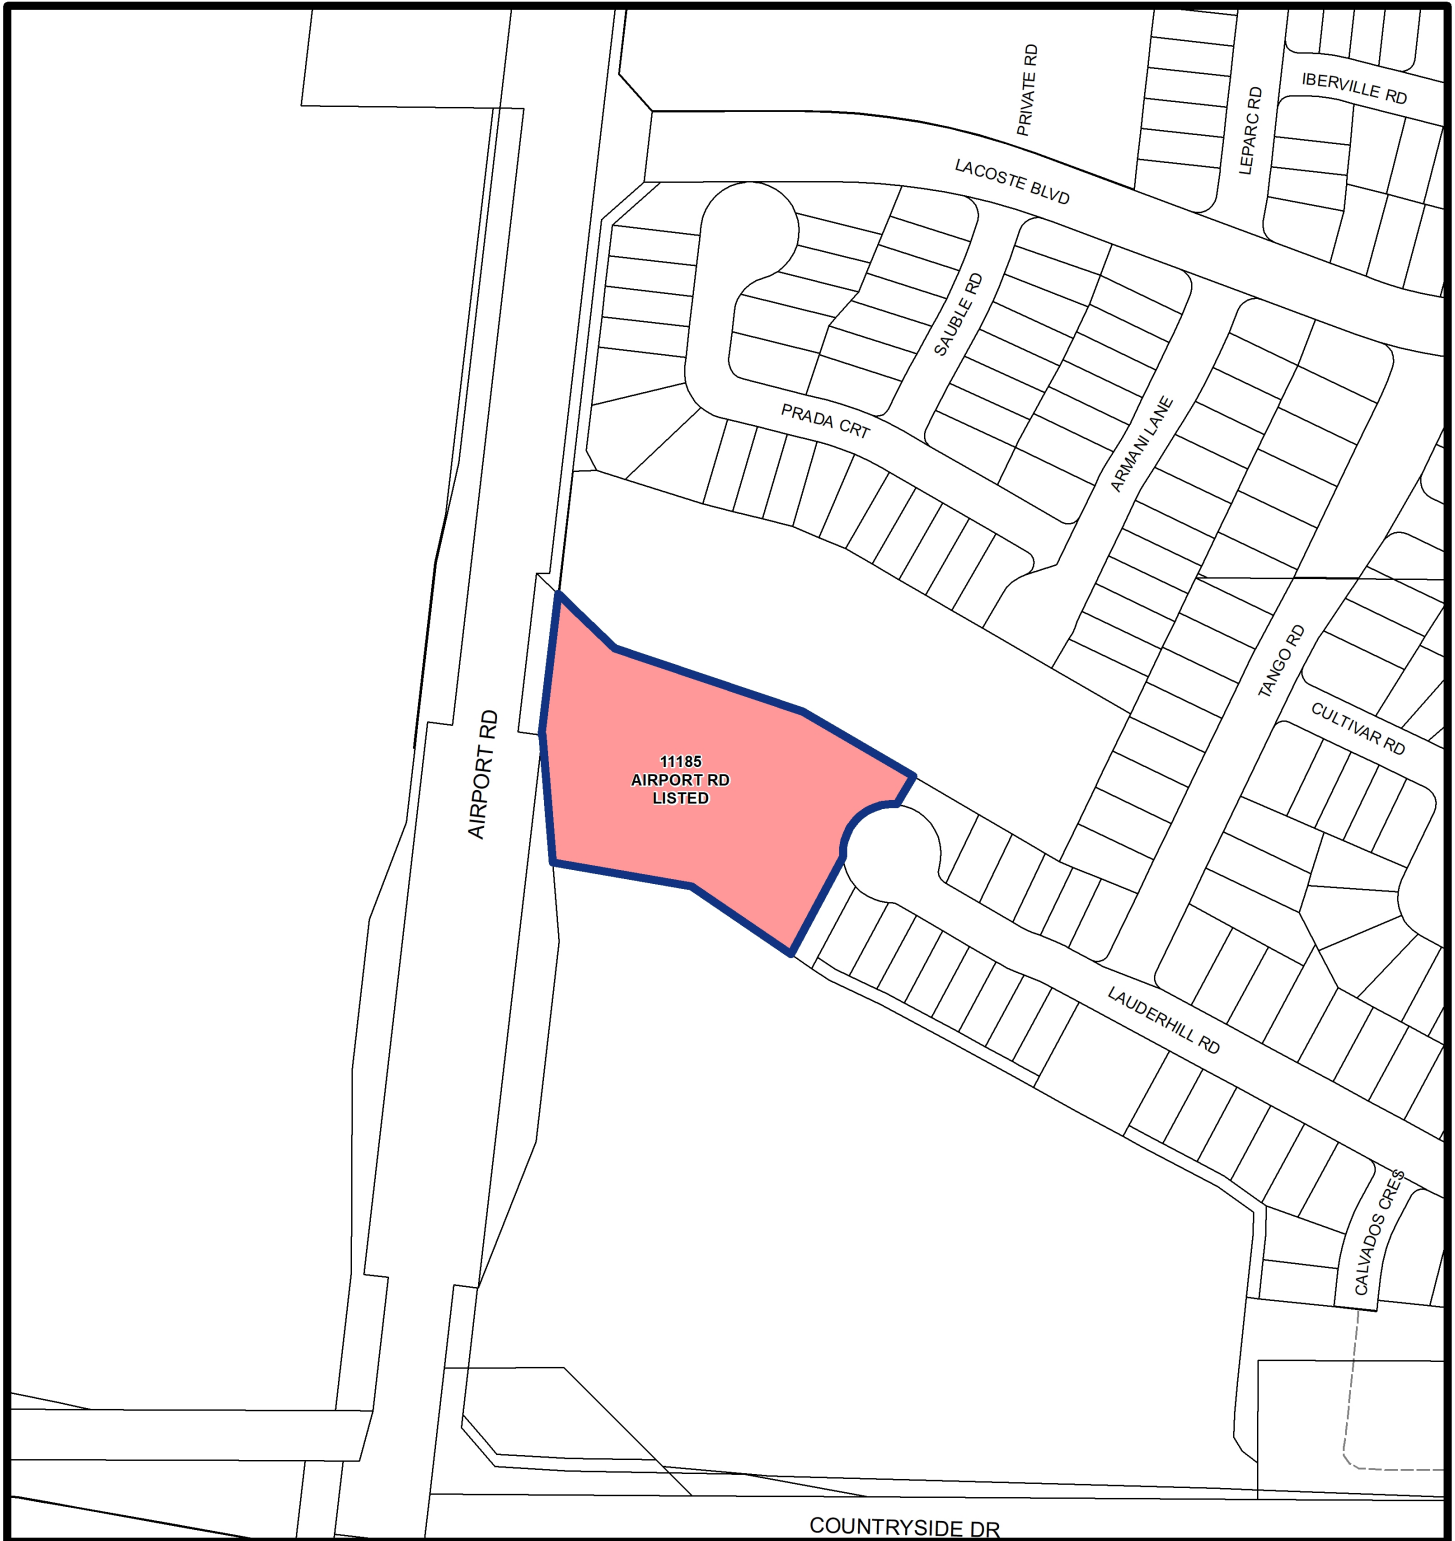 PRIVATE RD
IBERVILLE RD
LEPARC RD
LACOSTE BLVD
SAUBLE RD
PRADA CRT
ARMANI LANE
TANGO RD
CULTIVAR RD
AIRPORT RD
11185
AIRPORT RD
LISTED
LAUDERHILL RD
CALVADOS CRES
COUNTRYSIDE DR